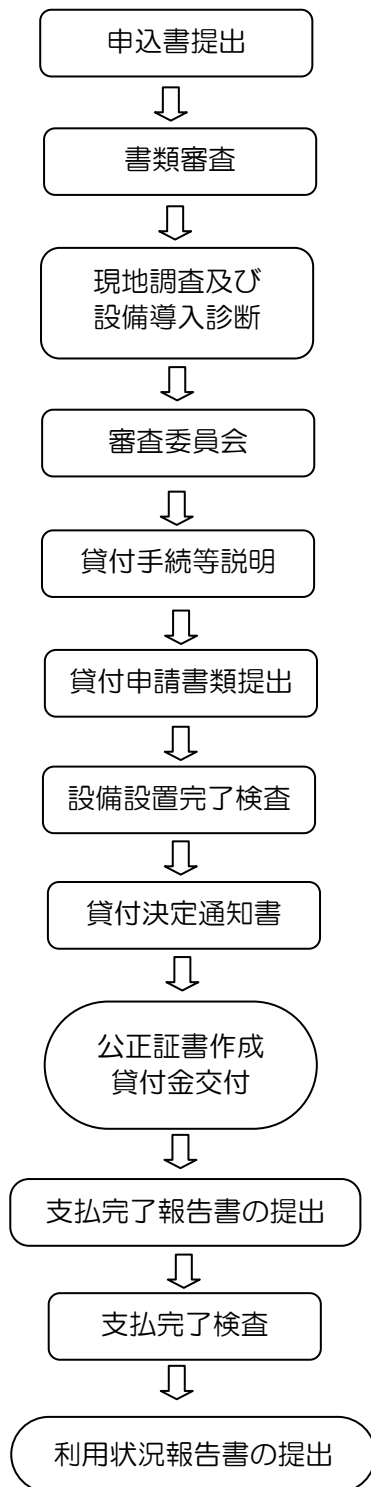 申込書提出
書類審査
現地調査及び
設備導入診断
審査委員会
貸付手続等説明
貸付申請書類提出
設備設置完了検査
貸付決定通知書
公正証書作成
貸付金交付
支払完了報告書の提出
支払完了検査
利用状況報告書の提出